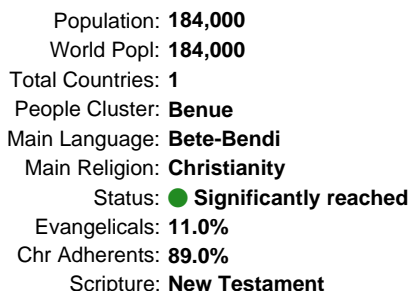 Population: 184,000
World Popl: 184,000
Total Countries: 1
People Cluster: Benue
Main Language: Bete-Bendi
Main Religion: Christianity
Status: Significantly reached
Evangelicals: 11.0%
Chr Adherents: 89.0%
Scripture: New Testament